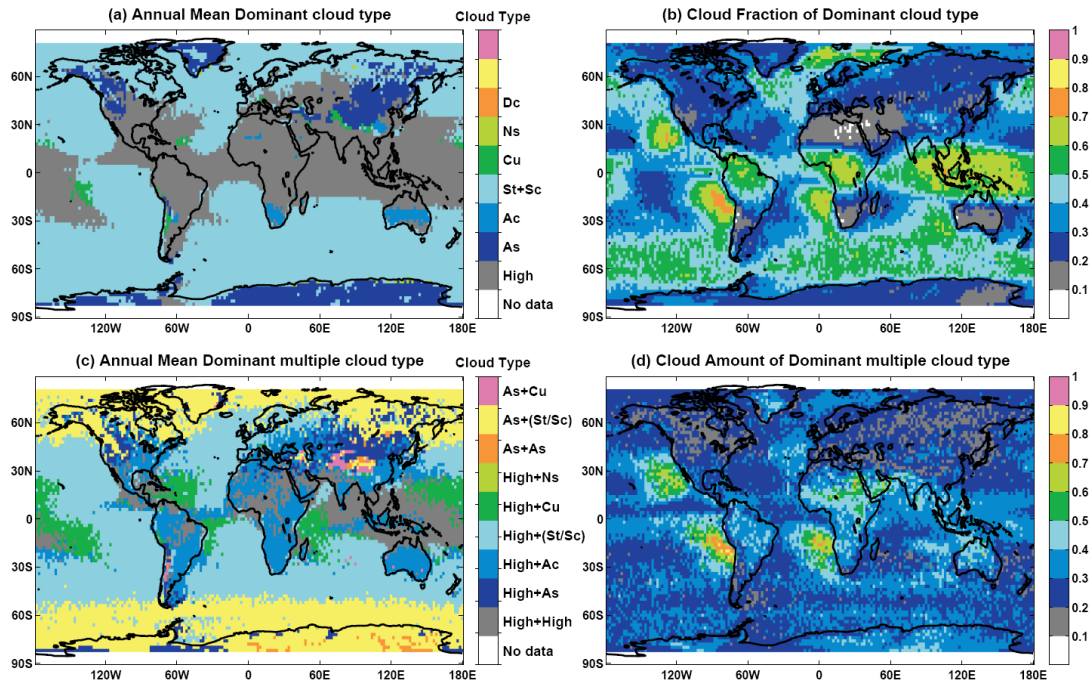 (a) Annual Mean Dominant cloud type
Cloud Type
(b) Cloud Fraction of Dominant cloud type
60N
30N
0
30S
60S
90S
120W 60W 0 60E 120E 180E
Dc
Ns
Cu
St+Sc
Ac
As
High
No data
60N
30N
0
30S
60S
90S
120W 60W 0 60E 120E 180E
1
0.9
0.8
0.7
0.6
0.5
0.4
0.3
0.2
0.1
(c) Annual Mean Dominant multiple cloud type
Cloud Type
(d) Cloud Amount of Dominant multiple cloud type
60N
30N
0
30S
60S
90S
120W 60W 0 60E 120E 180E
As+Cu
As+(St/Sc)
As+As
High+Ns
High+Cu
High+(St/Sc)
High+Ac
High+As
High+High
No data
60N
30N
0
30S
60S
90S
120W 60W 0 60E 120E 180E
1
0.9
0.8
0.7
0.6
0.5
0.4
0.3
0.2
0.1